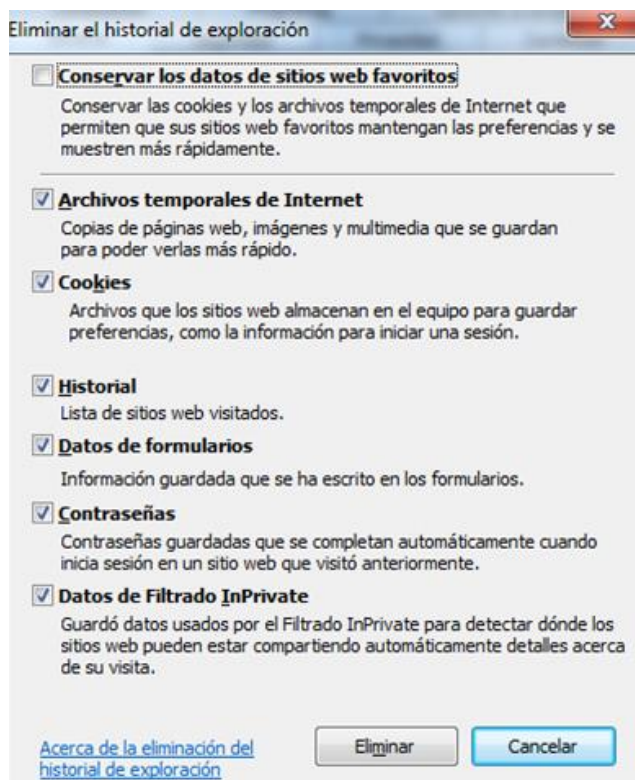 Eliminar el historial de exploración
Conservar los datos de sitios web favoritos
Conservar las cookies y los archivos temporales de Internet que
permiten que sus sitios web favoritos mantengan las preferencias y se
muestren más rápidamente.
Archivos temporales de Internet
Copias de páginas web, imágenes y multimedia que se guardan
para poder verlas más rápido.
Cookies
Archivos que los sitios web almacenan en el equipo para guardar
preferencias, como la información para iniciar una sesión.
Historial
Lista de sitios web visitados.
Datos de formularios
Información guardada que se ha escrito en los formularios.
Contraseñas
Contraseñas guardadas que se completan automáticamente cuando
inicia sesión en un sitio web que visitó anteriormente.
Datos de Filtrado InPrivate
Guardó datos usados por el Filtrado InPrivate para detectar dónde los
sitios web pueden estar compartiendo automáticamente detalles acerca
de su visita.
Acerca de la eliminación del
historial de exploración
Eliminar
Cancelar